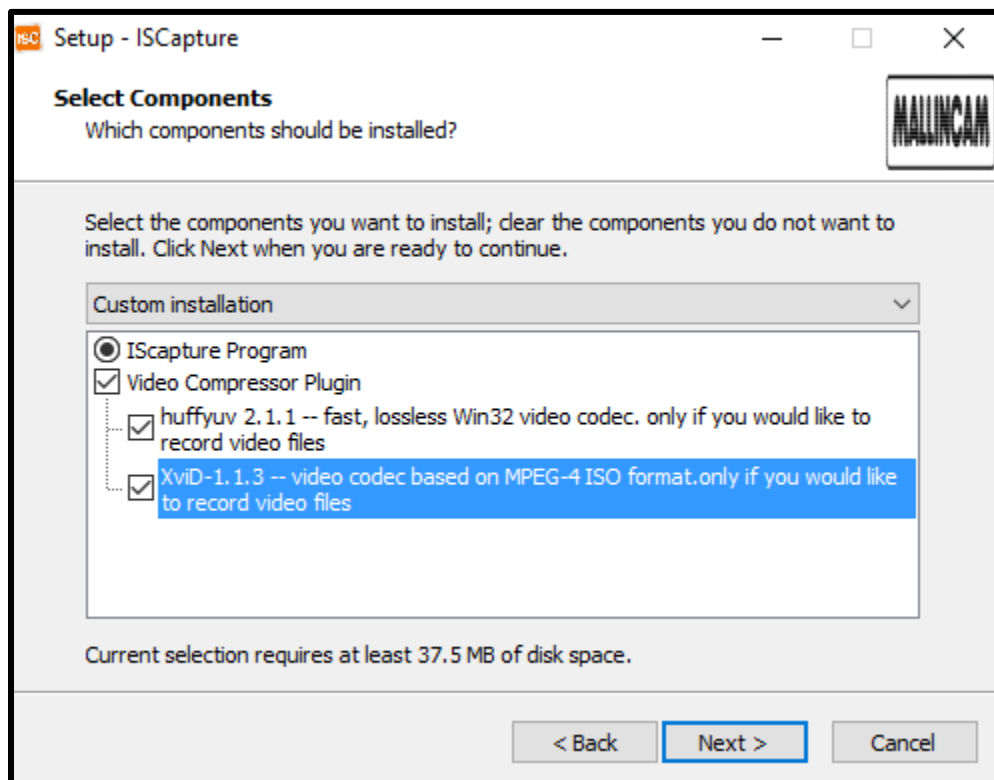 ISC Setup - ISCapture
Select Components
Which components should be installed?
MALLINCAM
Select the components you want to install; clear the components you do not want to
install. Click Next when you are ready to continue.
Custom installation
IScapture Program
Video Compressor Plugin
huffyuv 2.1.1 -- fast, lossless Win32 video codec. only if you would like to
record video files
XviD-1.1.3 -- video codec based on MPEG-4 ISO format.only if you would like
to record video files
Current selection requires at least 37.5 MB of disk space.
< Back Next > Cancel